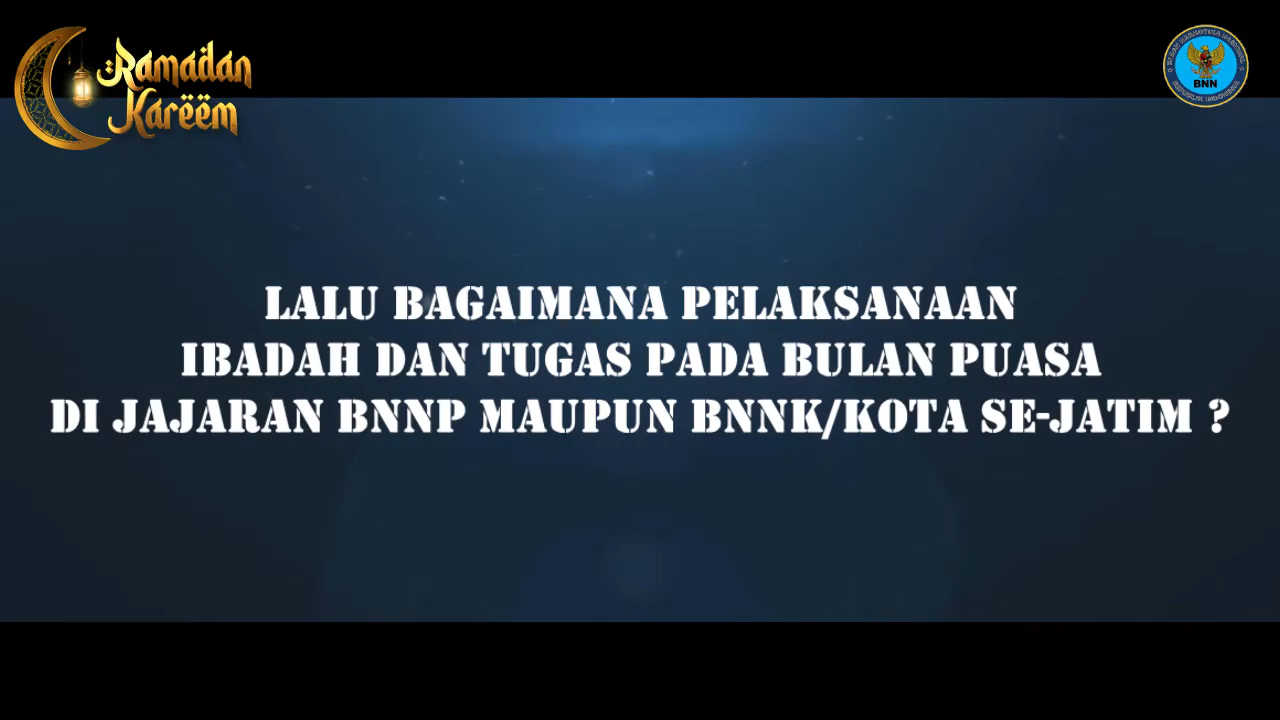 Ramadan
Kareëm
BNN
LALU BAGAIMANA PELAKSANAAN
IBADAH DAN TUGAS PADA BULAN PUASA
DI JAJARAN BNNP MAUPUN BNNK/KOTA SE-JATIM ?